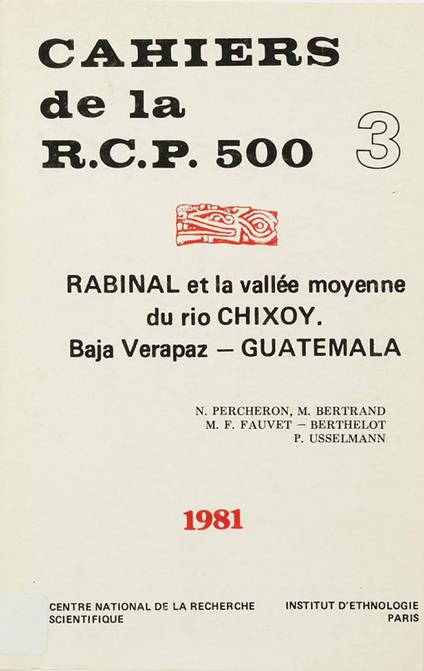 CAHIERS
de la
R.C.P. 500 3
RABINAL et la vallée moyenne
du rio CHIXOY.
Baja Verapaz – GUATEMALA
N. PERCHERON, M. BERTRAND
M. F. FAUVET – BERTHELOT
P. USSELMANN
1981
CENTRE NATIONAL DE LA RECHERCHE
SCIENTIFIQUE
INSTITUT D'ETHNOLOGIE
PARIS